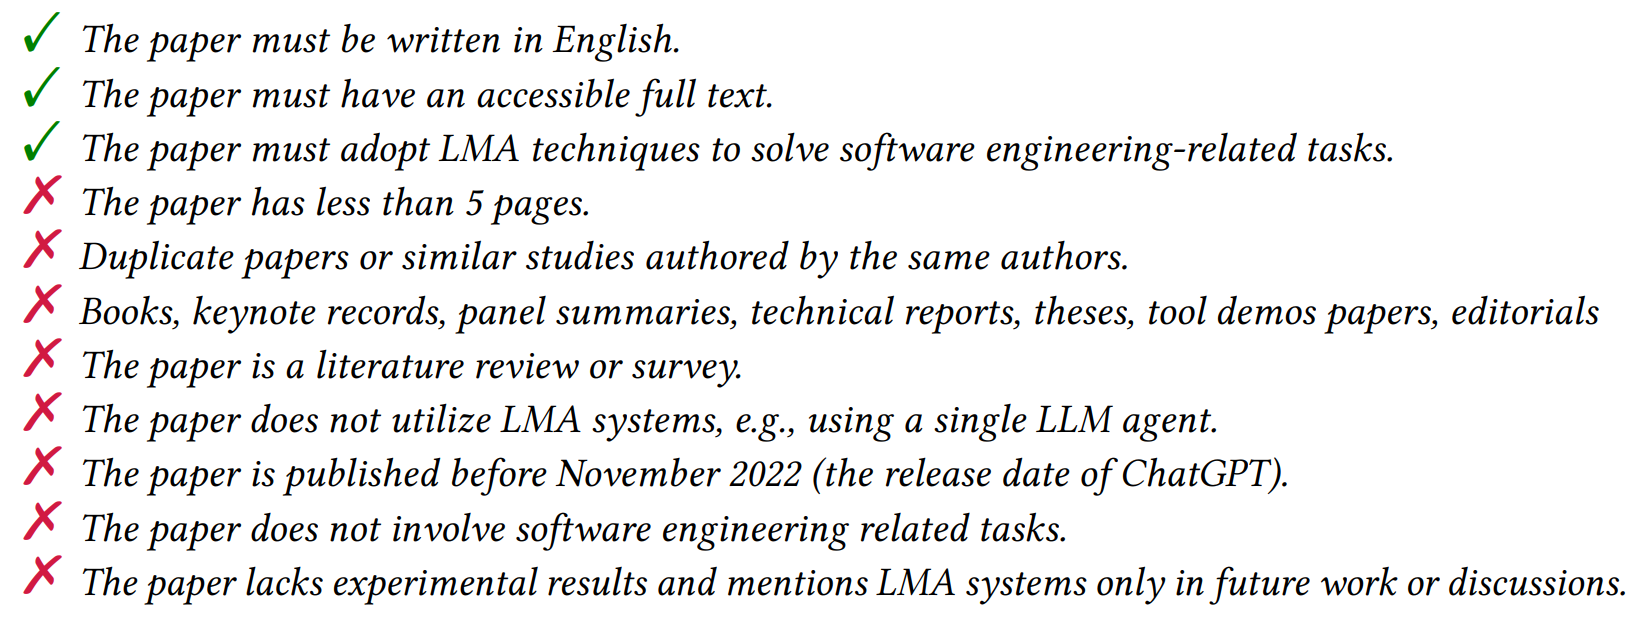 ✓ The paper must be written in English.
✓ The paper must have an accessible full text.
✓ The paper must adopt LMA techniques to solve software engineering-related tasks.
✗ The paper has less than 5 pages.
✗ Duplicate papers or similar studies authored by the same authors.
✗ Books, keynote records, panel summaries, technical reports, theses, tool demos papers, editorials
✗ The paper is a literature review or survey.
✗ The paper does not utilize LMA systems, e.g., using a single LLM agent.
✗ The paper is published before November 2022 (the release date of ChatGPT).
✗ The paper does not involve software engineering related tasks.
✗ The paper lacks experimental results and mentions LMA systems only in future work or discussions.